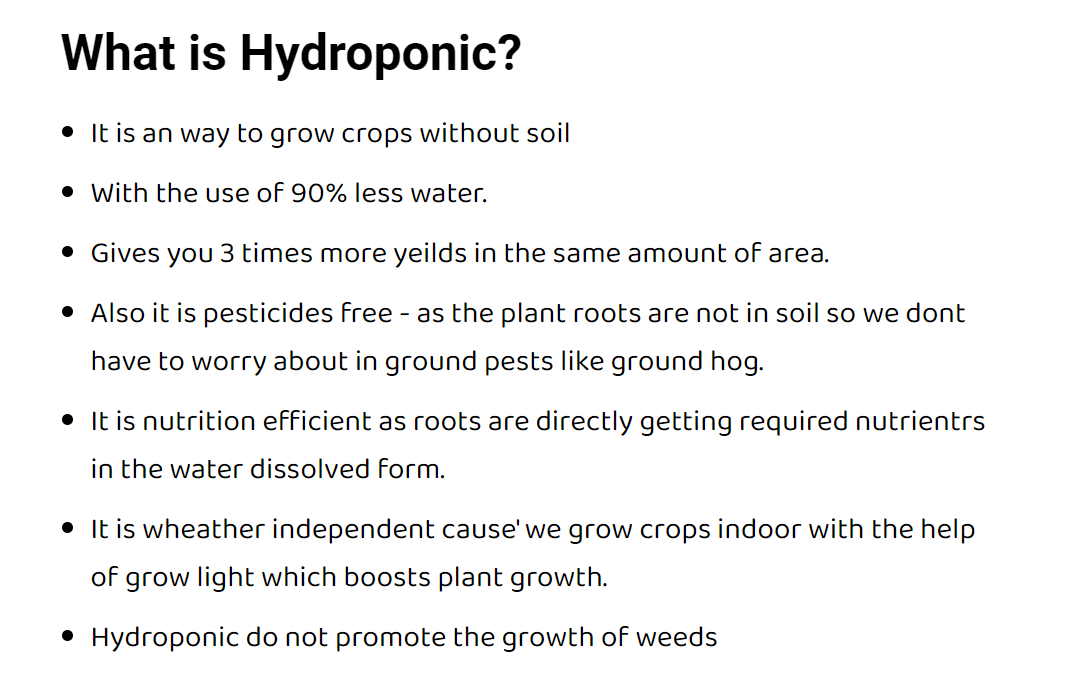 What is Hydroponic?
• It is an way to grow crops without soil
• With the use of 90% less water.
• Gives you 3 times more yeilds in the same amount of area.
• Also it is pesticides free - as the plant roots are not in soil so we dont
have to worry about in ground pests like ground hog.
• It is nutrition efficient as roots are directly getting required nutrientrs
in the water dissolved form.
• It is wheather independent cause' we grow crops indoor with the help
of grow light which boosts plant growth.
• Hydroponic do not promote the growth of weeds